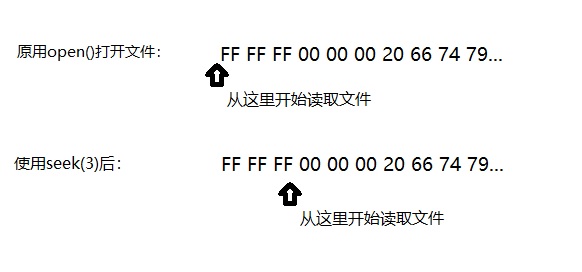 原用open()打开文件： FF FF FF 00 00 00 20 66 74 79...
从这里开始读取文件
使用seek(3)后： FF FF FF 00 00 00 20 66 74 79...
从这里开始读取文件